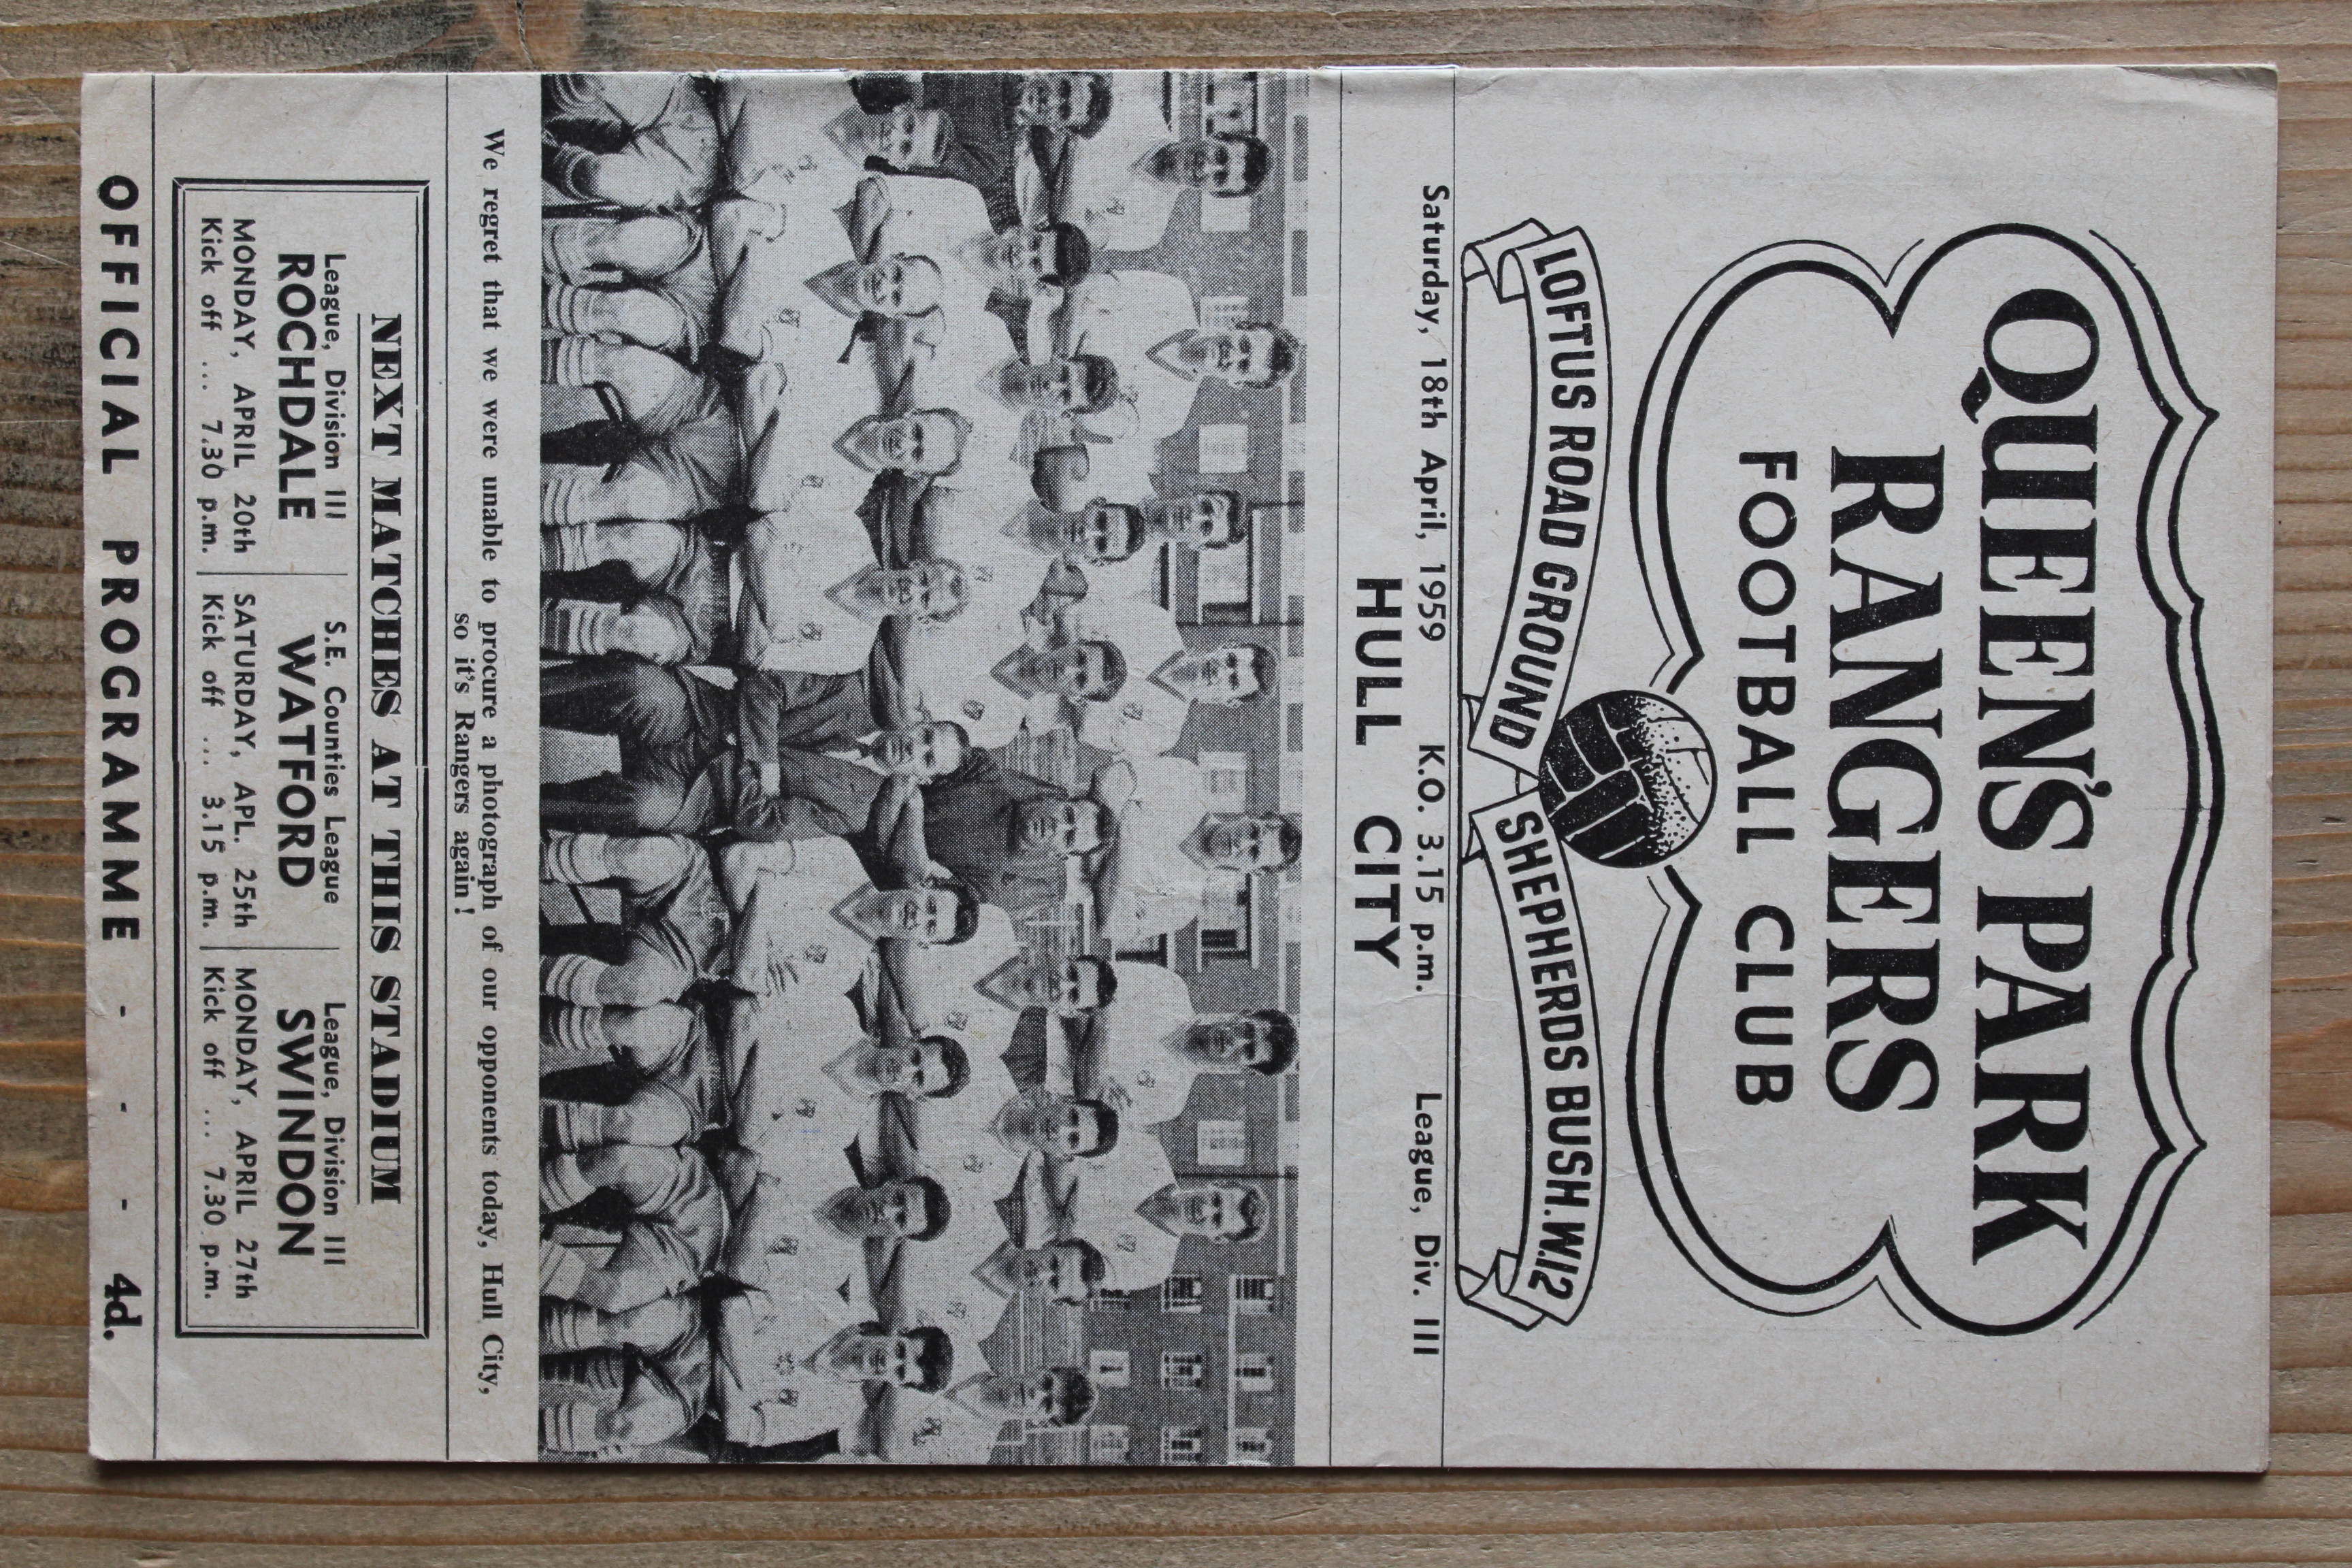 QUEEN'S PARK
RANGERS
FOOTBALL CLUB
LOFTUS ROAD GROUND
SHEPHERDS BUSH.W.12
Saturday, 18th April, 1959 K.O. 3.15 p.m. League, Div. III
HULL CITY
We regret that we were unable to procure a photograph of our opponents today, Hull City,
so it's Rangers again!
NEXT MATCHES AT THIS STADIUM
League, Division III
ROCHDALE
MONDAY, APRIL 20th
Kick off ... 7.30 p.m.
S.E. Counties League
WATFORD
SATURDAY, APL. 25th
Kick off ... 3.15 p.m.
League, Division III
SWINDON
MONDAY, APRIL 27th
Kick off ... 7.30 p.m.
OFFICIAL PROGRAMME - - - 4d.